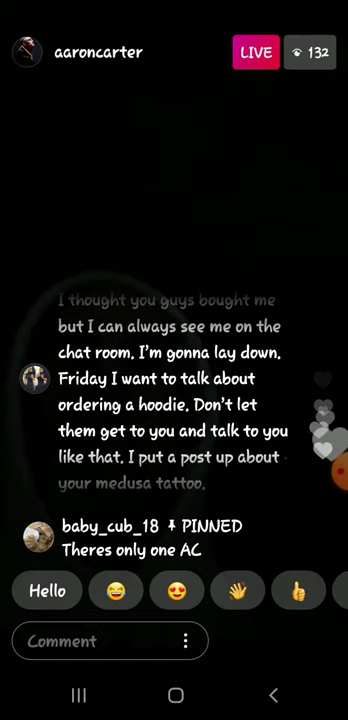 aaroncarter
LIVE
132
I thought you guys bought me
but I can always see me on the
chat room. I'm gonna lay down.
Friday I want to talk about
ordering a hoodie. Don't let
them get to you and talk to you
like that. I put a post up about
your medusa tattoo.
baby_cub_18 PINNED
Theres only one AC
Hello
Comment